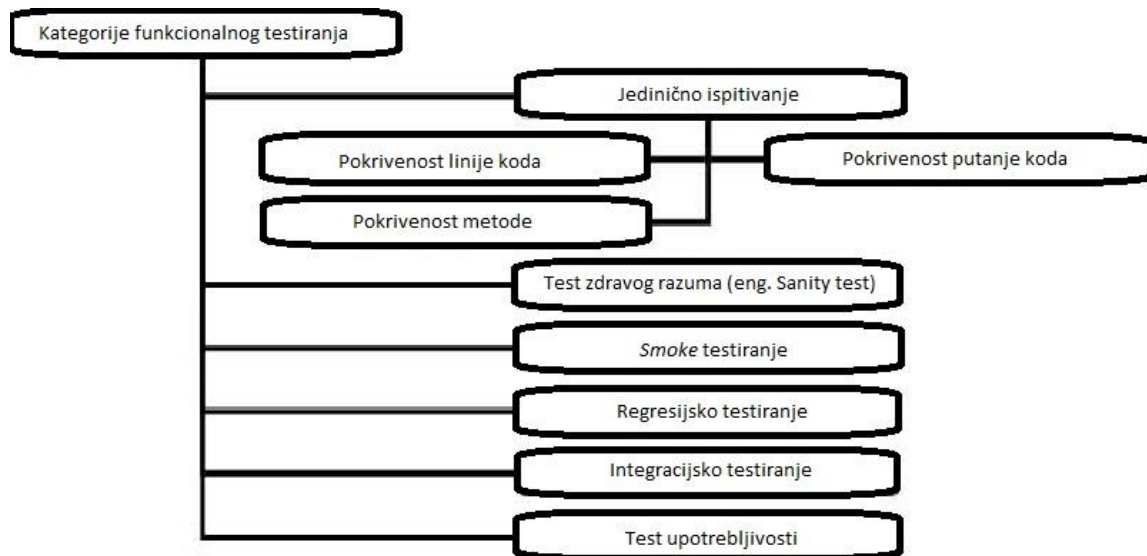 Kategorije funkcionalnog testiranja
Jedinično ispitivanje
Pokrivenost linije koda
Pokrivenost putanje koda
Pokrivenost metode
Test zdravog razuma (eng. Sanity test)
Smoke testiranje
Regresijsko testiranje
Integracijsko testiranje
Test upotrebljivosti